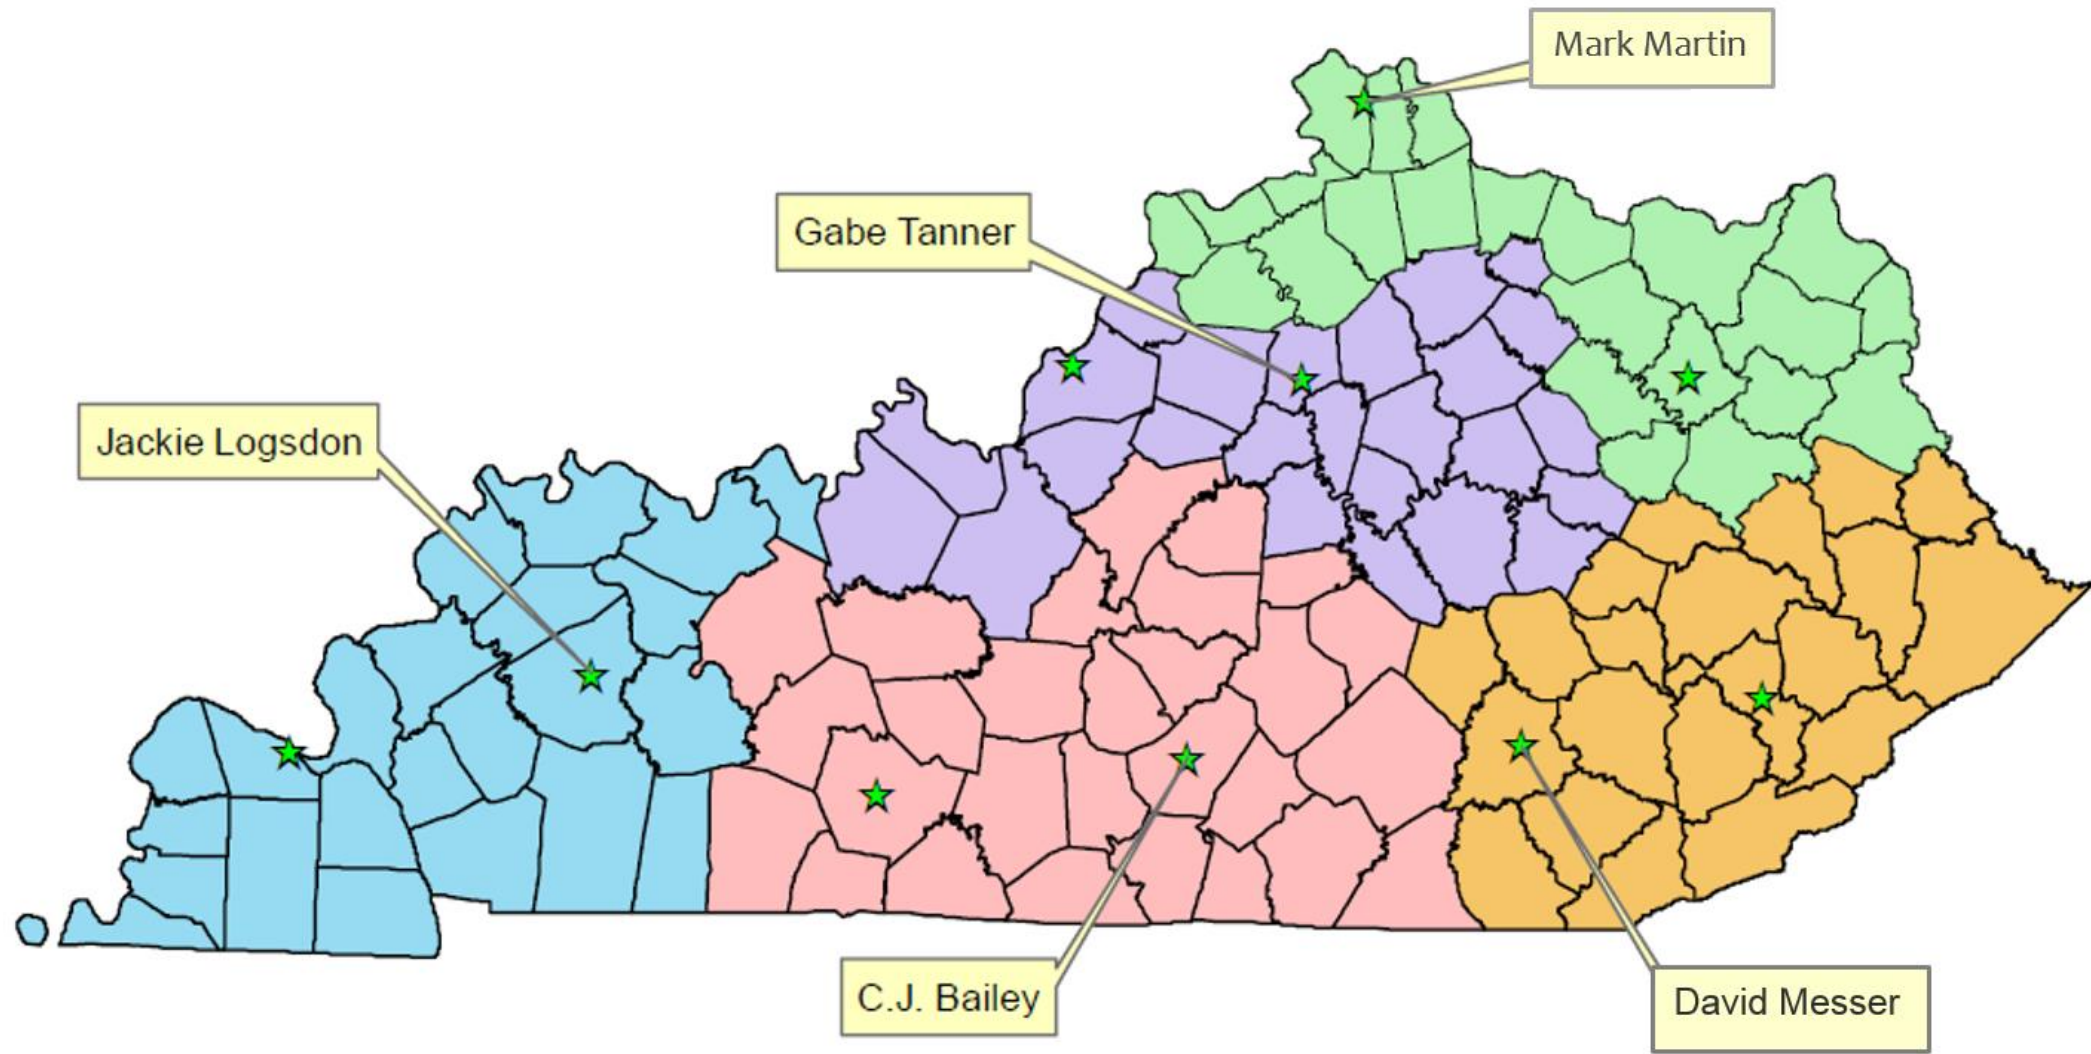 Mark Martin
Gabe Tanner
Jackie Logsdon
C.J. Bailey
David Messer